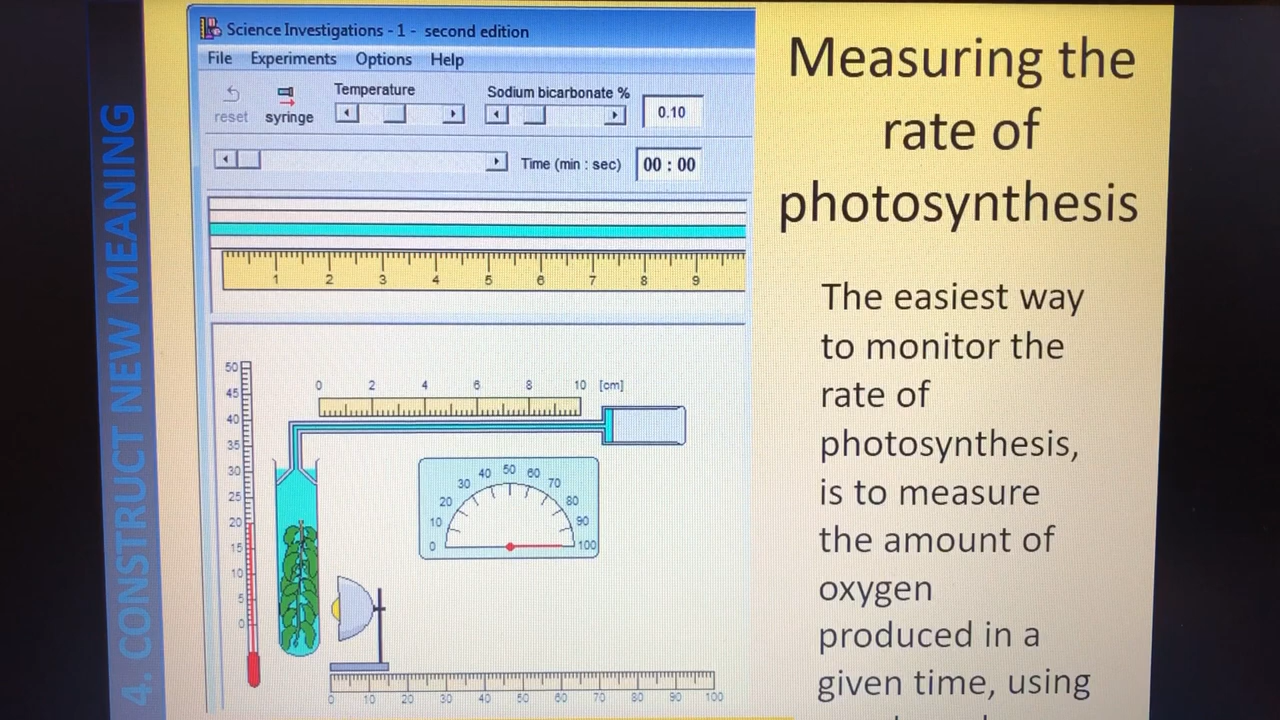 4. CONSTRUCT NEW MEANING
Science Investigations - 1 - second edition
File Experiments Options Help
reset
syringe
Temperature
Sodium bicarbonate %
0.10
Time (min : sec)
00 : 00
1 2 3 4 5 6 7 8 9
50
45
40
35
30
25
20
15
10
5
0
0 2 4 6 8 10 [cm]
0 10 20 30 40 50 60 70 80 90 100
0 10 20 30 40 50 60 70 80 90 100
Measuring the
rate of
photosynthesis
The easiest way
to monitor the
rate of
photosynthesis,
is to measure
the amount of
oxygen
produced in a
given time, using